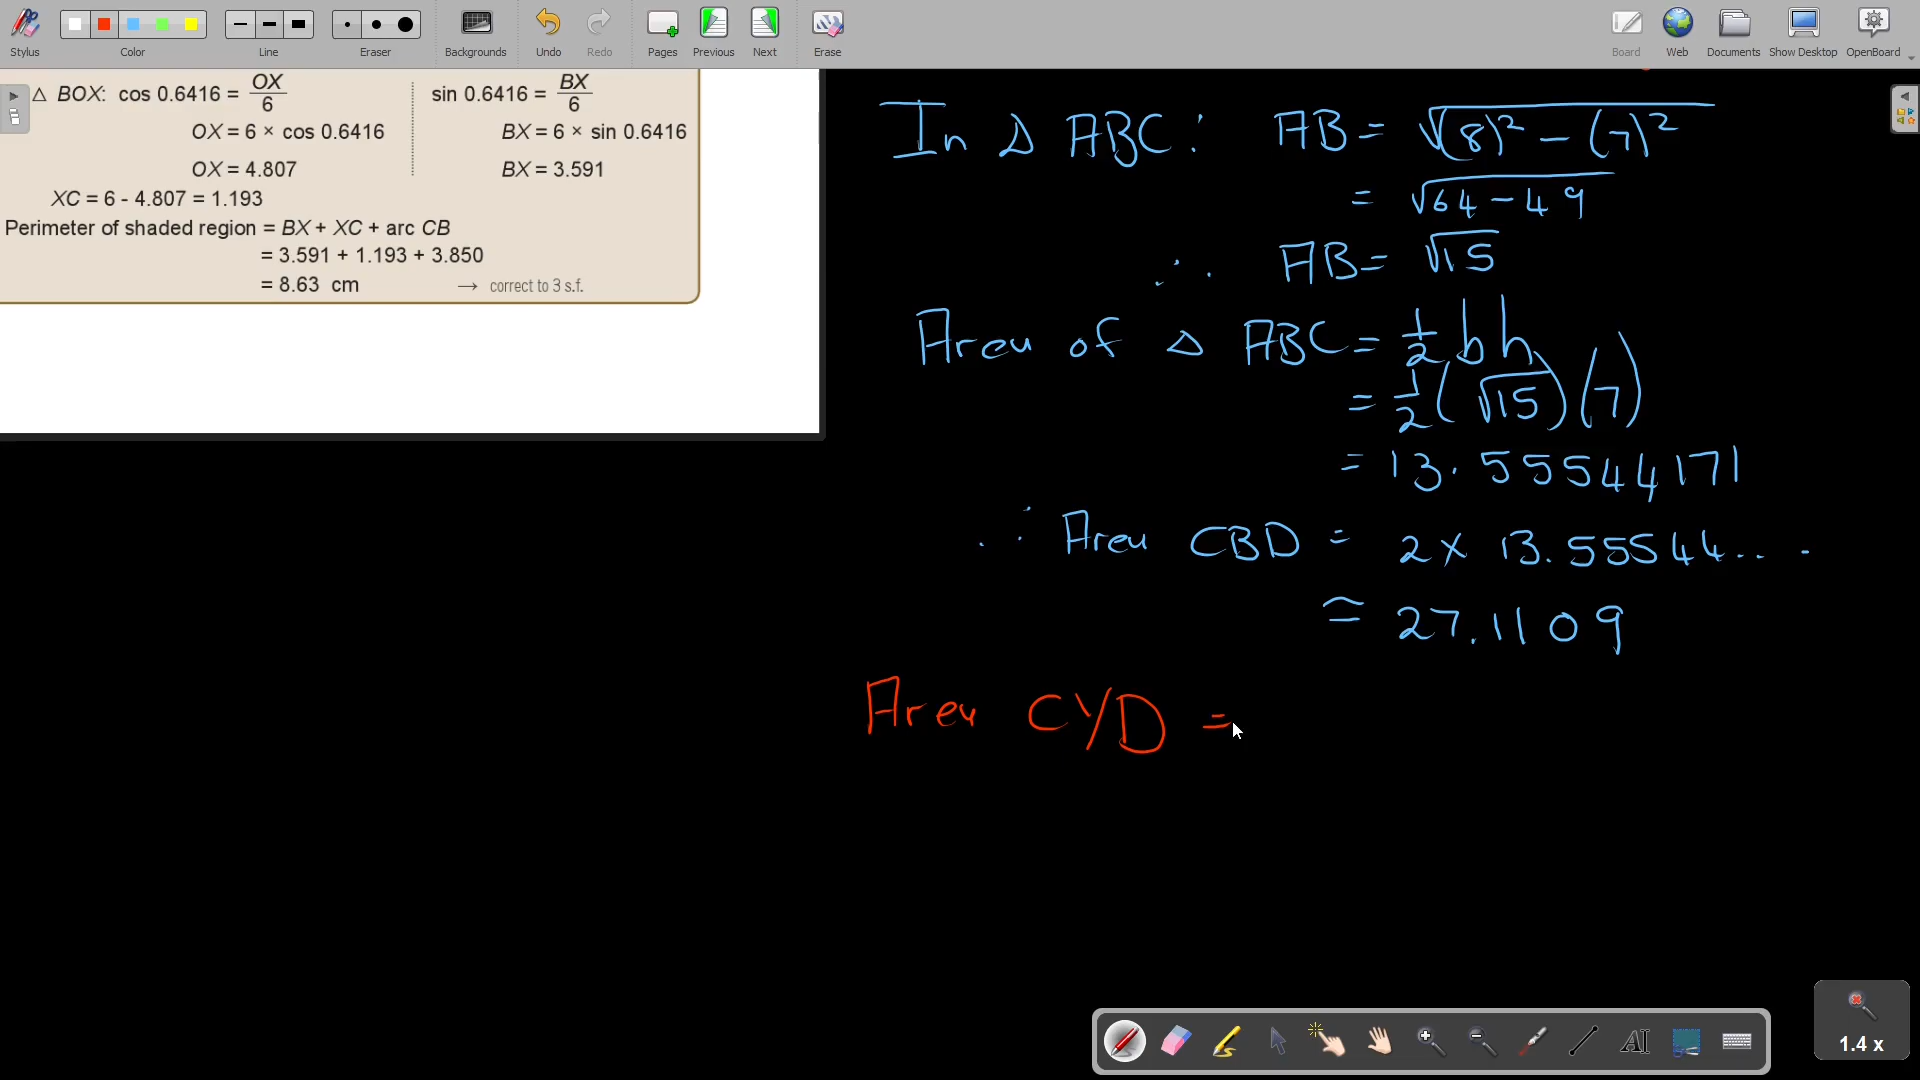 Stylus Color Line Eraser Backgrounds Undo Redo Pages Previous Next Erase Board Web Documents Show Desktop OpenBoard
△ BOX: cos 0.6416 = OX/6
OX = 6 × cos 0.6416
OX = 4.807
sin 0.6416 = BX/6
BX = 6 × sin 0.6416
BX = 3.591
XC = 6 - 4.807 = 1.193
Perimeter of shaded region = BX + XC + arc CB
= 3.591 + 1.193 + 3.850
= 8.63 cm → correct to 3 s.f.
In △ ABC: AB = √(8)² - (7)²
= √64 - 49
∴ AB = √15
Area of △ ABC = 1/2 bh
= 1/2 (√15)(7)
= 13.55544171
∴ Area CBD = 2 × 13.55544...
≃ 27.1109
Area CYD =
1.4 x